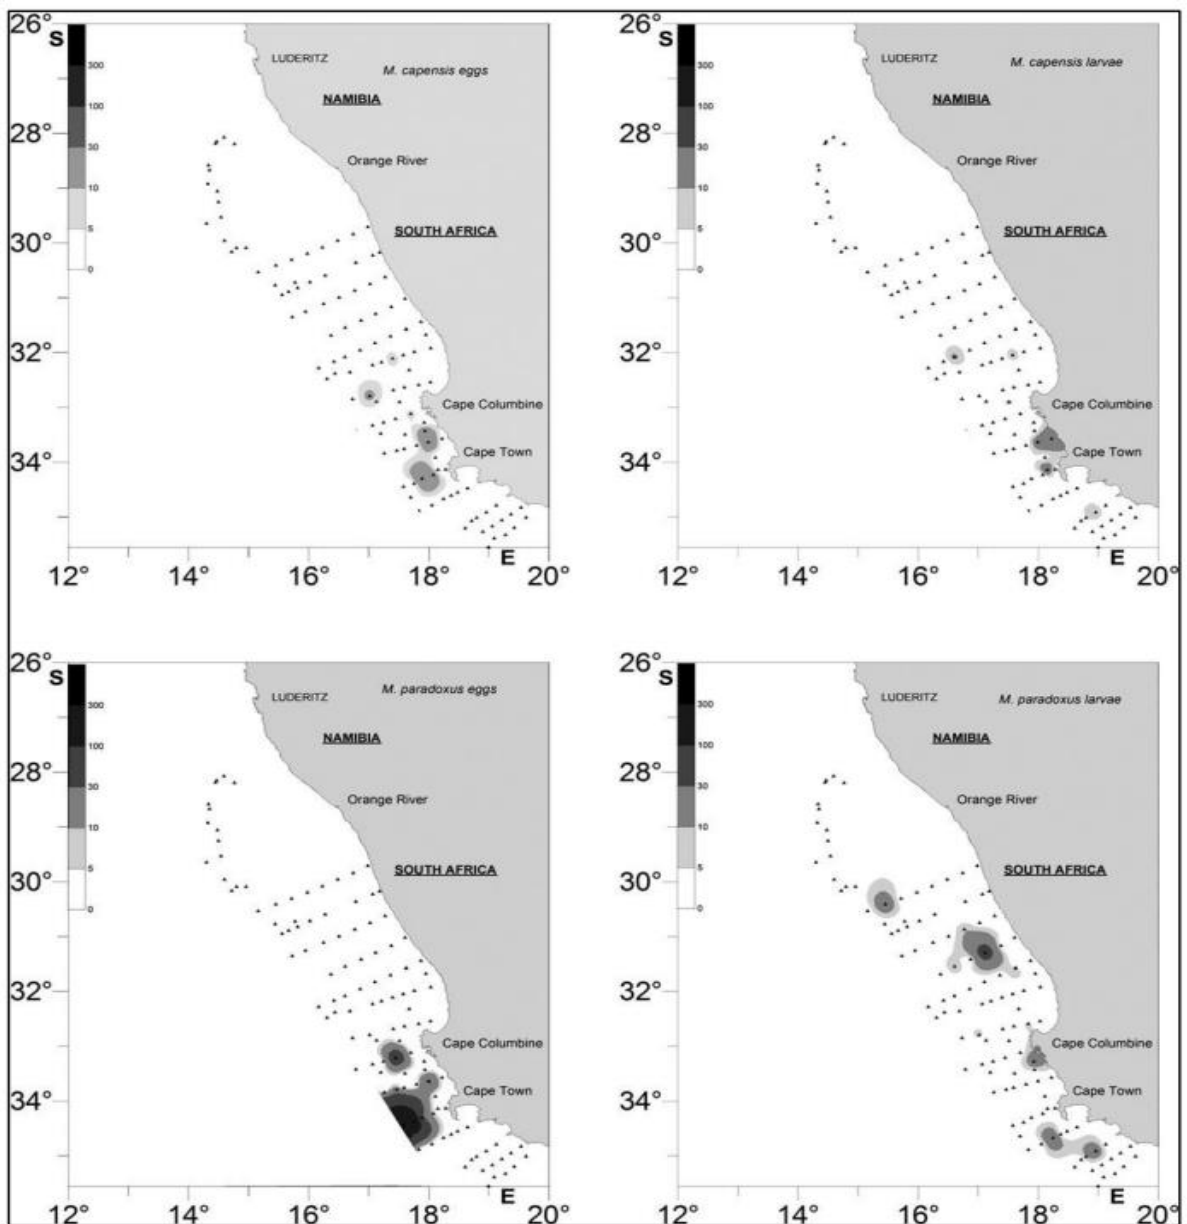 26°
S
300
100
30
10
5
0
LUDERITZ
M. capensis eggs
NAMIBIA
28°
Orange River
SOUTH AFRICA
30°
32°
Cape Columbine
Cape Town
34°
E
12° 14° 16° 18° 20°
26°
S
300
100
30
10
5
0
LUDERITZ
M. capensis larvae
NAMIBIA
28°
Orange River
SOUTH AFRICA
30°
32°
Cape Columbine
Cape Town
34°
E
12° 14° 16° 18° 20°
26°
S
300
100
30
10
5
0
LUDERITZ
M. paradoxus eggs
NAMIBIA
28°
Orange River
SOUTH AFRICA
30°
32°
Cape Columbine
Cape Town
34°
E
12° 14° 16° 18° 20°
26°
S
300
100
30
10
5
0
LUDERITZ
M. paradoxus larvae
NAMIBIA
28°
Orange River
SOUTH AFRICA
30°
32°
Cape Columbine
Cape Town
34°
E
12° 14° 16° 18° 20°